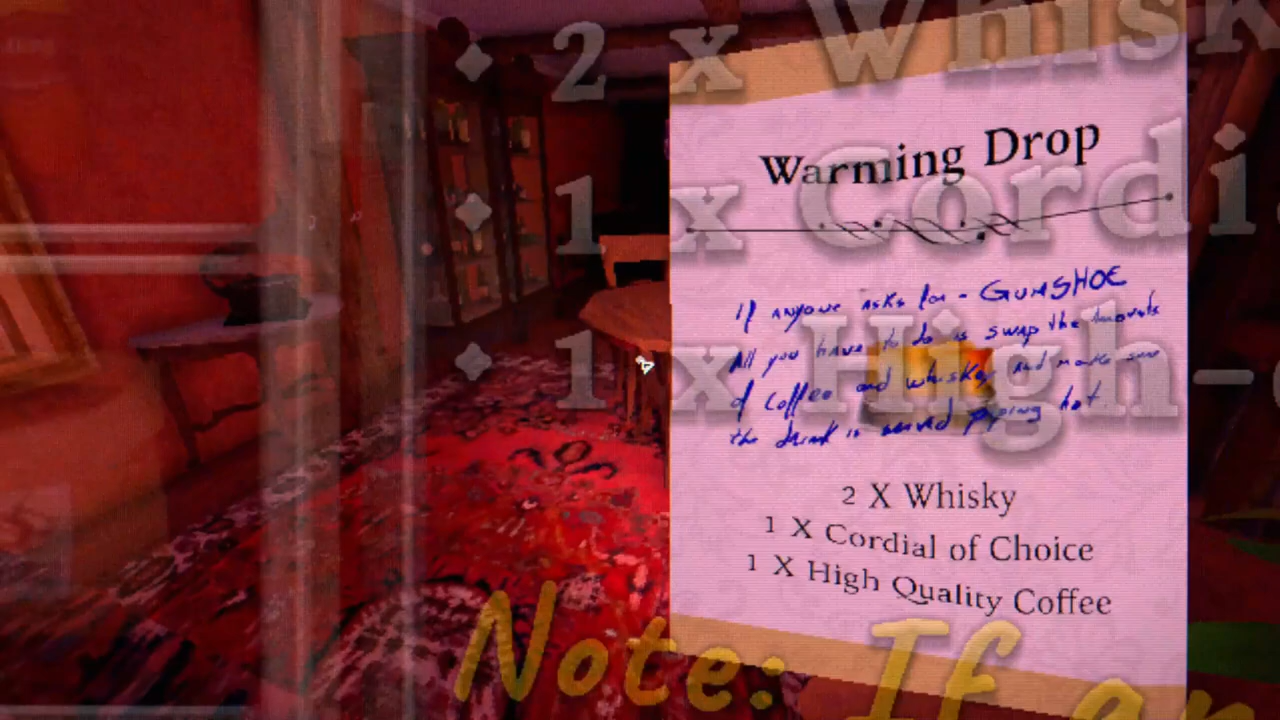 2 x Whisk
1 x Cordi
1 x High-
Warming Drop
If anyone asks for - GUMSHOE
All you have to do is swap the amounts
of coffee and whiskey and make sure
the drink is served piping hot
2 X Whisky
1 X Cordial of Choice
1 X High Quality Coffee
Note: If an